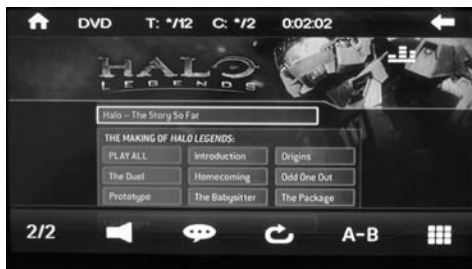 DVD T: */12 C: */2 0:02:02
HALO
LEGENDS
Halo – The Story So Far
THE MAKING OF HALO LEGENDS:
PLAY ALL Introduction Origins
The Duel Homecoming Odd One Out
Prototype The Babysitter The Package
2/2 A-B